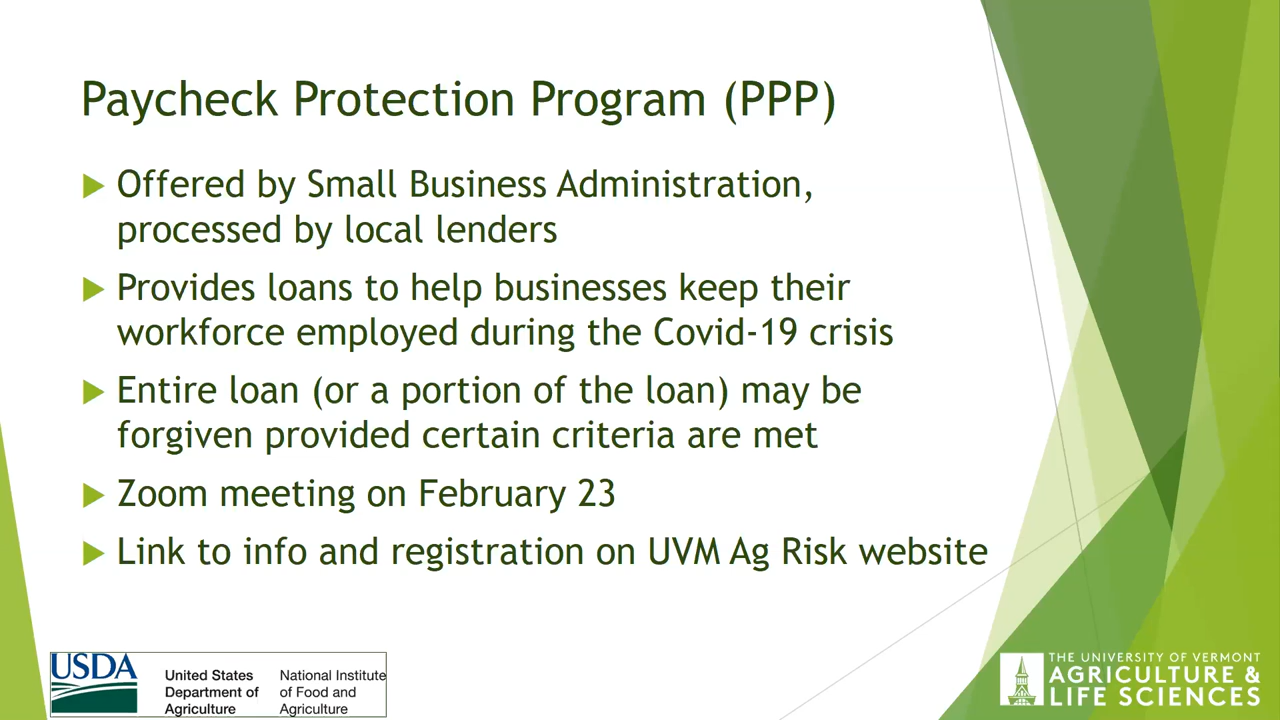 Paycheck Protection Program (PPP)
Offered by Small Business Administration,
processed by local lenders
Provides loans to help businesses keep their
workforce employed during the Covid-19 crisis
Entire loan (or a portion of the loan) may be
forgiven provided certain criteria are met
Zoom meeting on February 23
Link to info and registration on UVM Ag Risk website
USDA
United States
Department of
Agriculture
National Institute
of Food and
Agriculture
THE UNIVERSITY OF VERMONT
AGRICULTURE &
LIFE SCIENCES